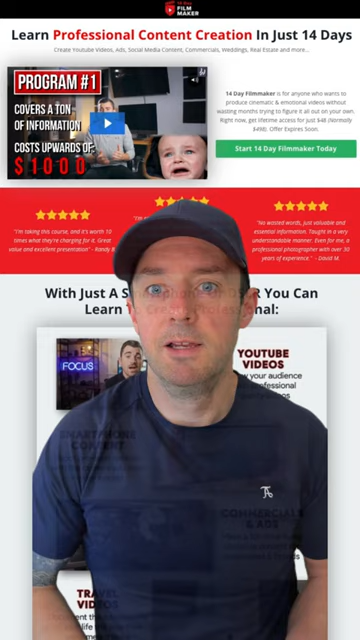 14 Day
FILM
MAKER
Learn Professional Content Creation In Just 14 Days
Create Youtube Videos, Ads, Social Media Content, Commercials, Weddings, Real Estate and more...
PROGRAM #1
COVERS A TON
OF INFORMATION
COSTS UPWARDS OF:
$1000
14 Day Filmmaker is for anyone who wants to
produce cinematic & emotional videos without
wasting months trying to figure it all out on your own.
Right now, get lifetime access for just $48 (Normally
$498). Offer Expires Soon.
Start 14 Day Filmmaker Today
"I'm taking this course, and it's worth 10
times what they're charging for it. Great
value and excellent presentation" - Randy B.
"No wasted words, just valuable and
essential information. Taught in a very
understandable manner. Even for me, a
professional photographer with over 30
years of experience." – David M.
With Just A You Can
Learn
FOCUS
YOUTUBE
VIDEOS
your audience
COMMERCIALS
& ADS
TRAVEL
VIDEOS